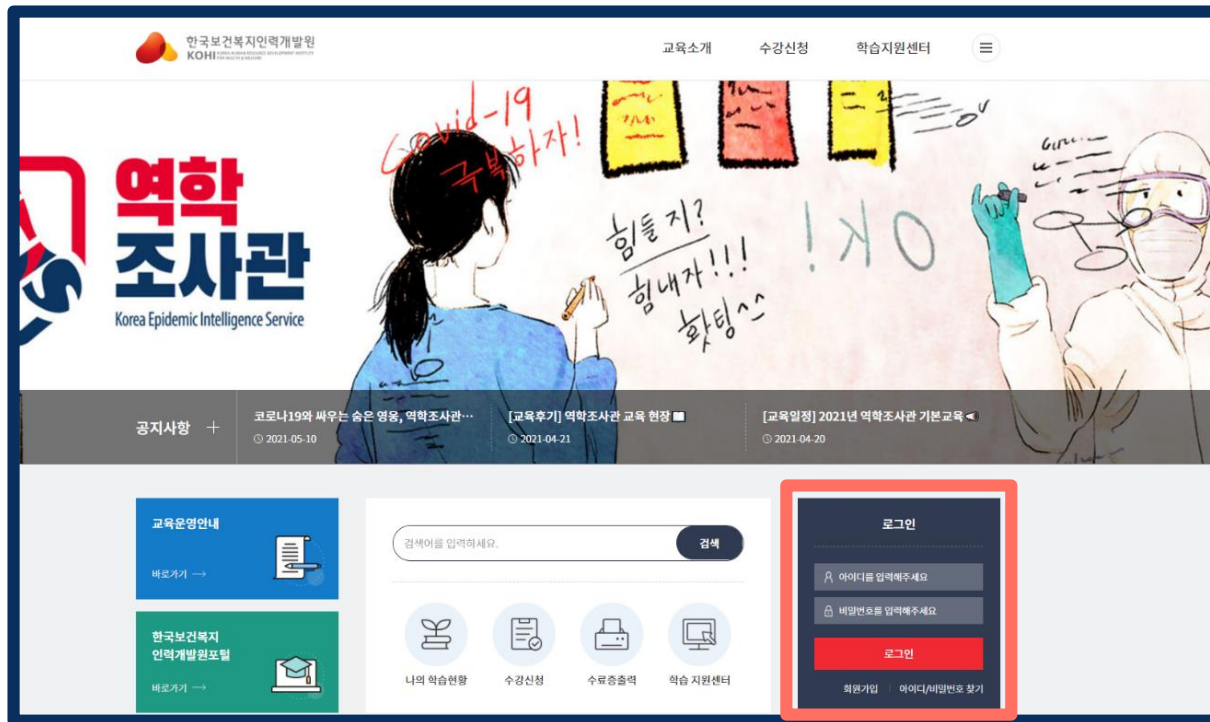 한국보건복지인력개발원
KOHI KOREA HUMAN RESOURCE DEVELOPMENT INSTITUTE
FOR HEALTH & WELFARE
교육소개 수강신청 학습지원센터
역학
조사관
Korea Epidemic Intelligence Service
Covid-19
극복하자!
힘들지?
힘내자!!!
홧팅^^
OK!
공지사항
코로나19와 싸우는 숨은 영웅, 역학조사관···
2021-05-10
[교육후기] 역학조사관 교육 현장
2021-04-21
[교육일정] 2021년 역학조사관 기본교육
2021-04-20
교육운영안내
바로가기 →
한국보건복지
인력개발원포털
바로가기 →
검색어를 입력하세요.
검색
나의 학습현황 수강신청 수료증출력 학습 지원센터
로그인
아이디를 입력해주세요
비밀번호를 입력해주세요
로그인
회원가입 아이디/비밀번호 찾기